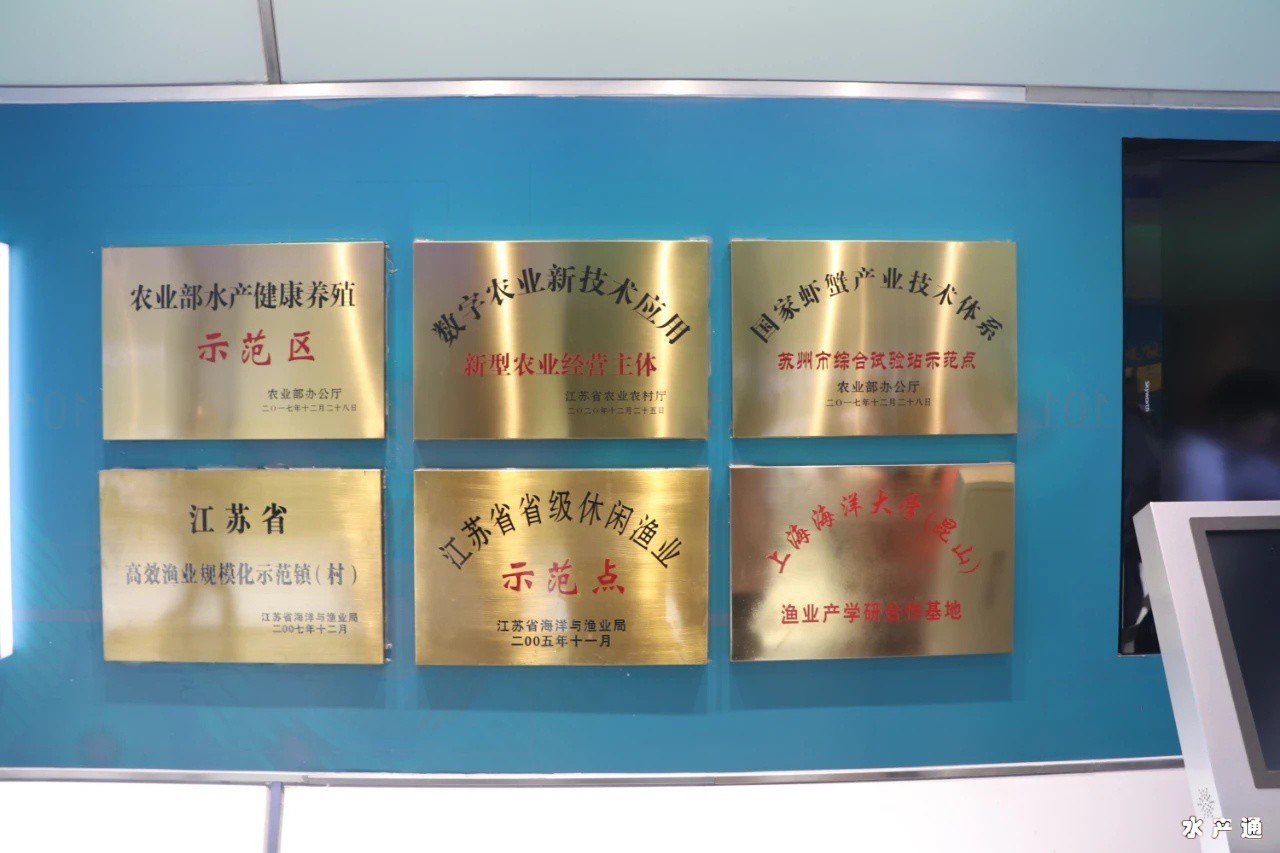 农业部水产健康养殖
示范区
农业部办公厅
二〇一七年十二月二十八日
数字农业新技术应用
新型农业经营主体
江苏省农业农村厅
二〇二〇年十二月二十五日
国家虾蟹产业技术体系
苏州市综合试验站示范点
农业部办公厅
二〇一七年十二月二十八日
江苏省
高效渔业规模化示范镇(村)
江苏省海洋与渔业局
二00七年十二月
江苏省省级休闲渔业
示范点
江苏省海洋与渔业局
二00五年十一月
上海海洋大学(昆山)
渔业产学研合作基地
Skyworth
水产通